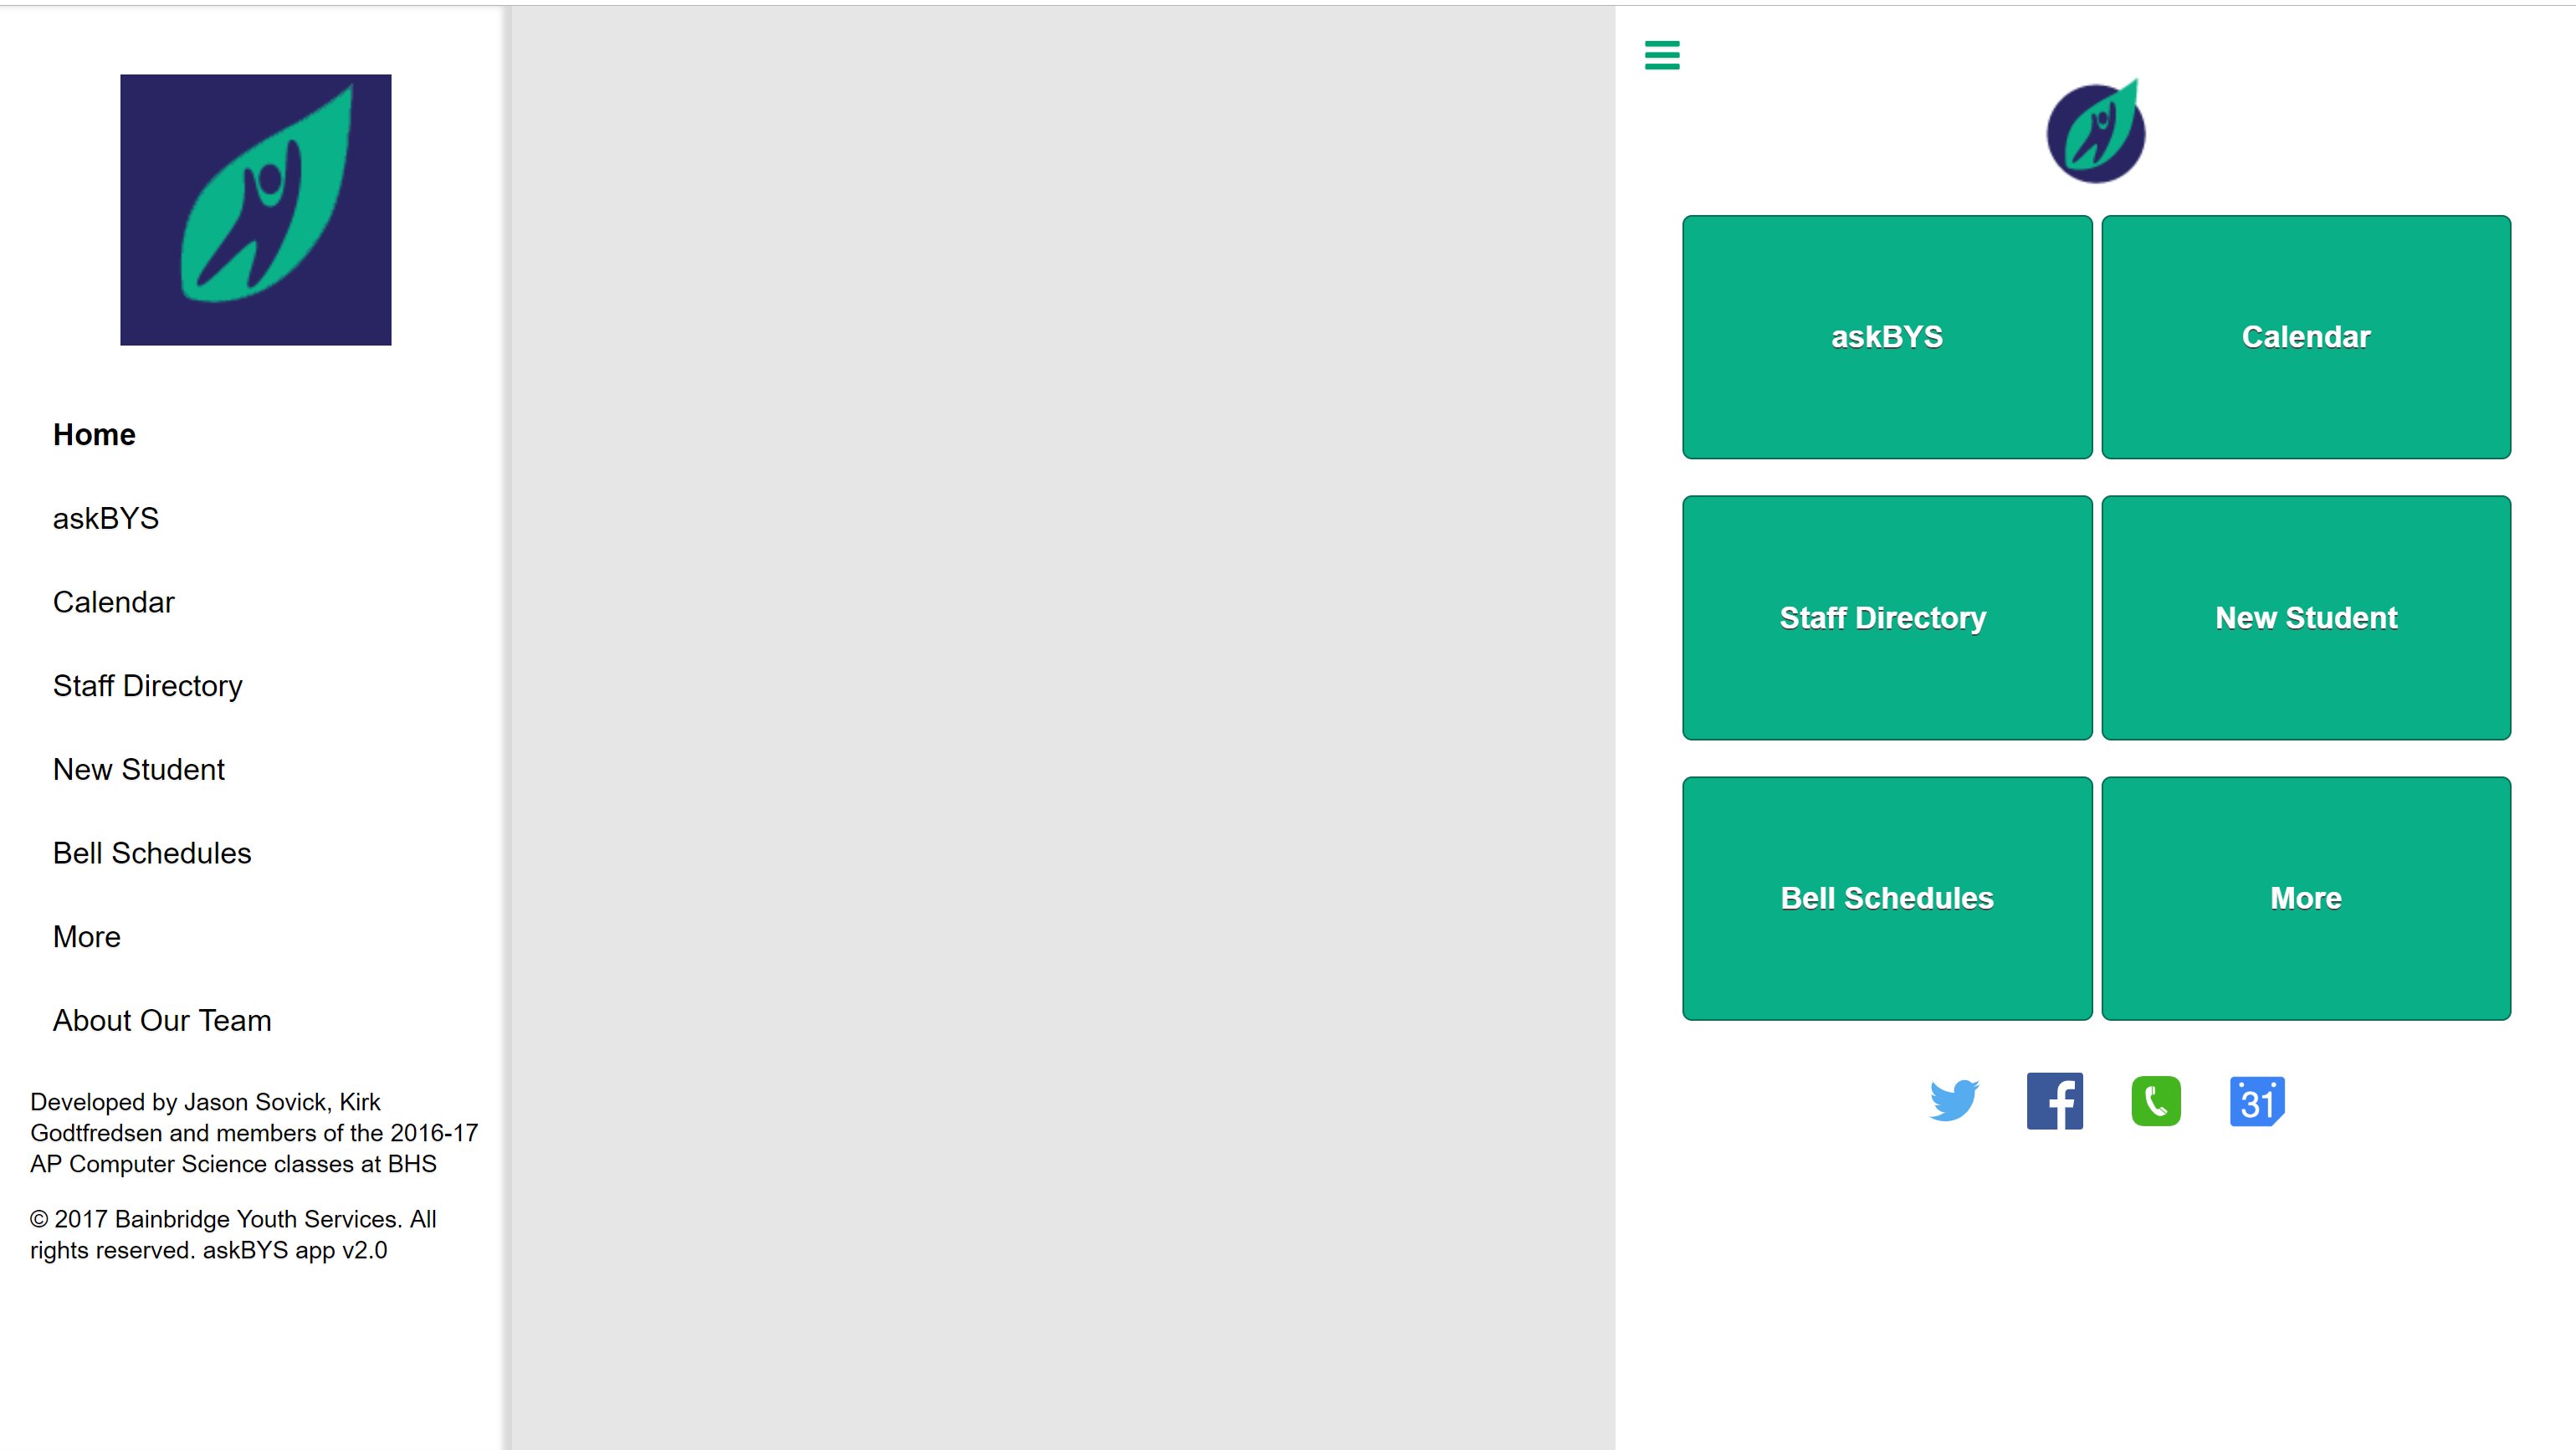 Home
askBYS
Calendar
Staff Directory
New Student
Bell Schedules
More
About Our Team
Developed by Jason Sovick, Kirk
Godtfredsen and members of the 2016-17
AP Computer Science classes at BHS
© 2017 Bainbridge Youth Services. All
rights reserved. askBYS app v2.0
askBYS
Calendar
Staff Directory
New Student
Bell Schedules
More
31